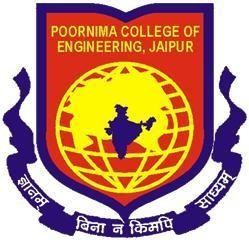 POORNIMA COLLEGE OF
ENGINEERING, JAIPUR
ज्ञानम् बिना न किमपि साध्यम्